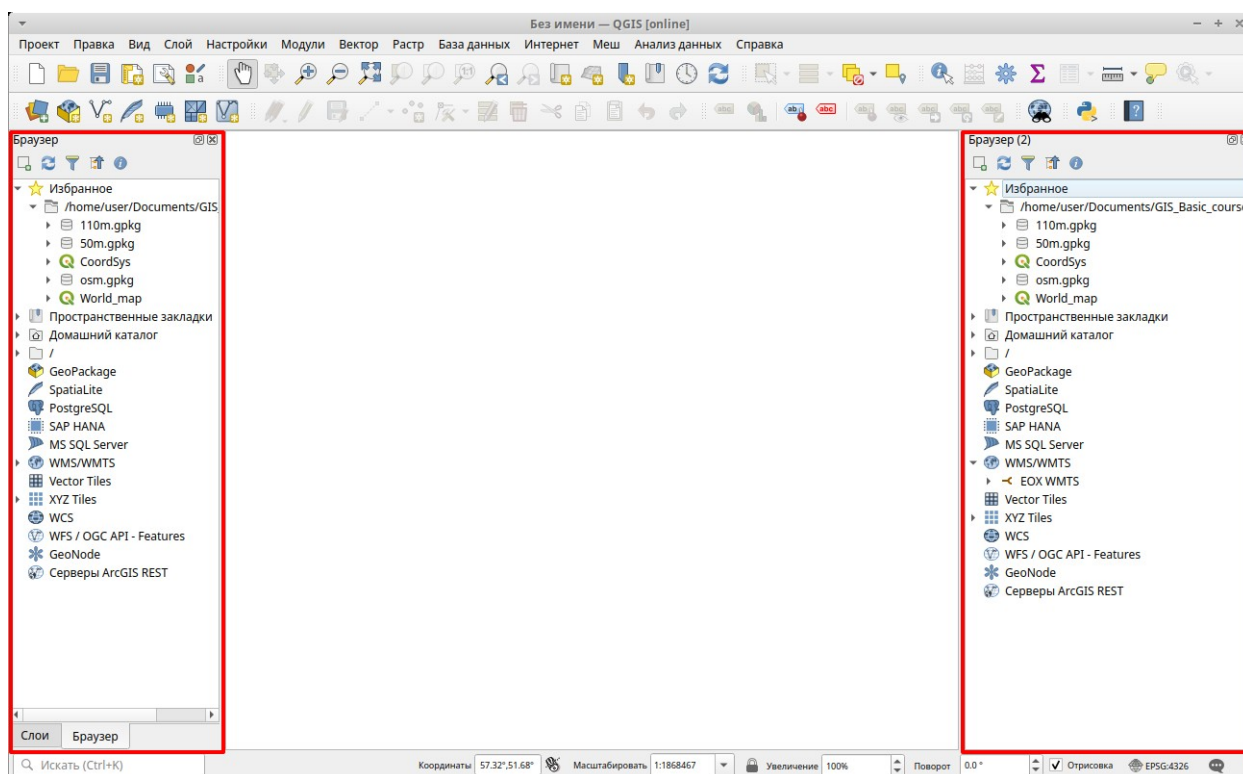 Без имени — QGIS [online]
Проект Правка Вид Слой Настройки Модули Вектор Растр База данных Интернет Меш Анализ данных Справка
Браузер
Избранное
/home/user/Documents/GIS_
110m.gpkg
50m.gpkg
CoordSys
osm.gpkg
World_map
Пространственные закладки
Домашний каталог
/
GeoPackage
SpatiaLite
PostgreSQL
SAP HANA
MS SQL Server
WMS/WMTS
Vector Tiles
XYZ Tiles
WCS
WFS / OGC API - Features
GeoNode
Серверы ArcGIS REST
Слои Браузер
Браузер (2)
Избранное
/home/user/Documents/GIS_Basic_cours
110m.gpkg
50m.gpkg
CoordSys
osm.gpkg
World_map
Пространственные закладки
Домашний каталог
/
GeoPackage
SpatiaLite
PostgreSQL
SAP HANA
MS SQL Server
WMS/WMTS
EOX WMTS
Vector Tiles
XYZ Tiles
WCS
WFS / OGC API - Features
GeoNode
Серверы ArcGIS REST
Искать (Ctrl+K) Координаты 57.32°,51.68° Масштабировать 1:1868467 Увеличение 100% Поворот 0.0 ° Отрисовка EPSG:4326